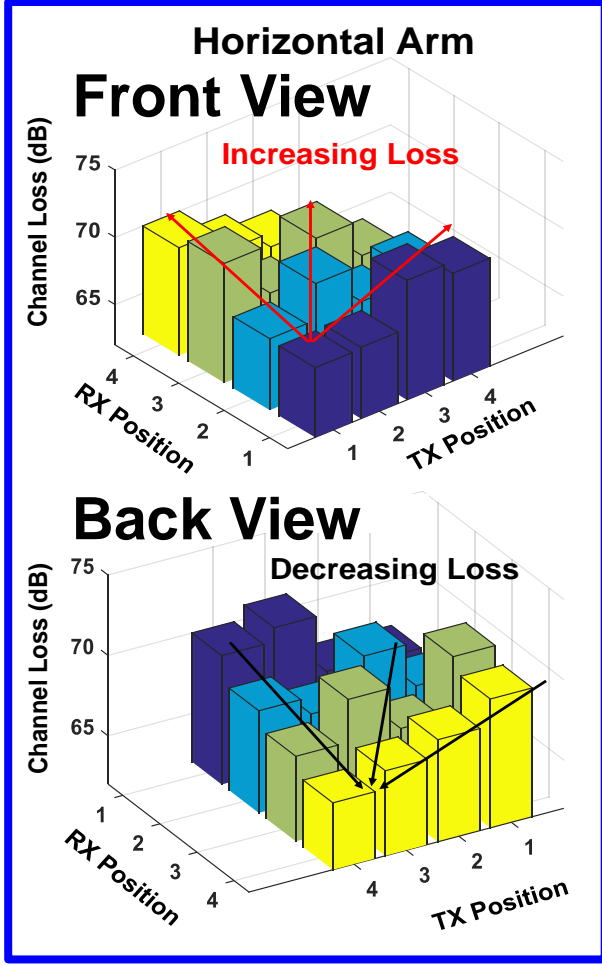 Horizontal Arm
Front View
Increasing Loss
Channel Loss (dB)
75
70
65
4
3
2
1
RX Position
1
2
3
4
TX Position
Back View
Decreasing Loss
Channel Loss (dB)
75
70
65
1
2
3
4
RX Position
4
3
2
1
TX Position